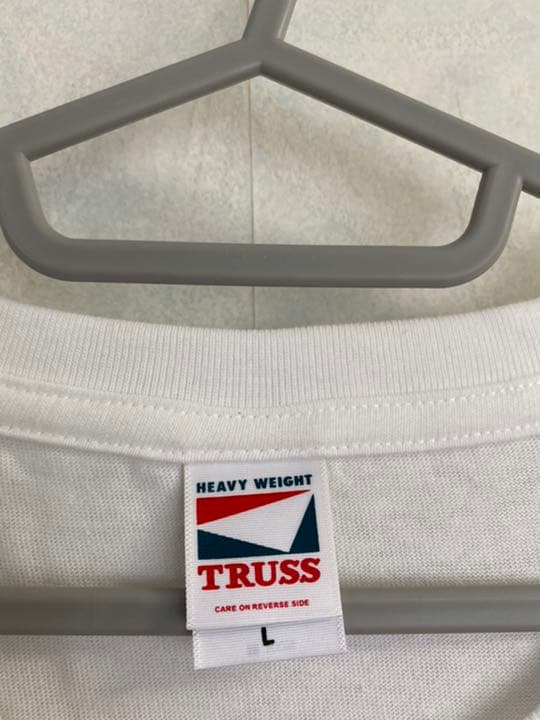 HEAVY WEIGHT
TRUSS
CARE ON REVERSE SIDE
L